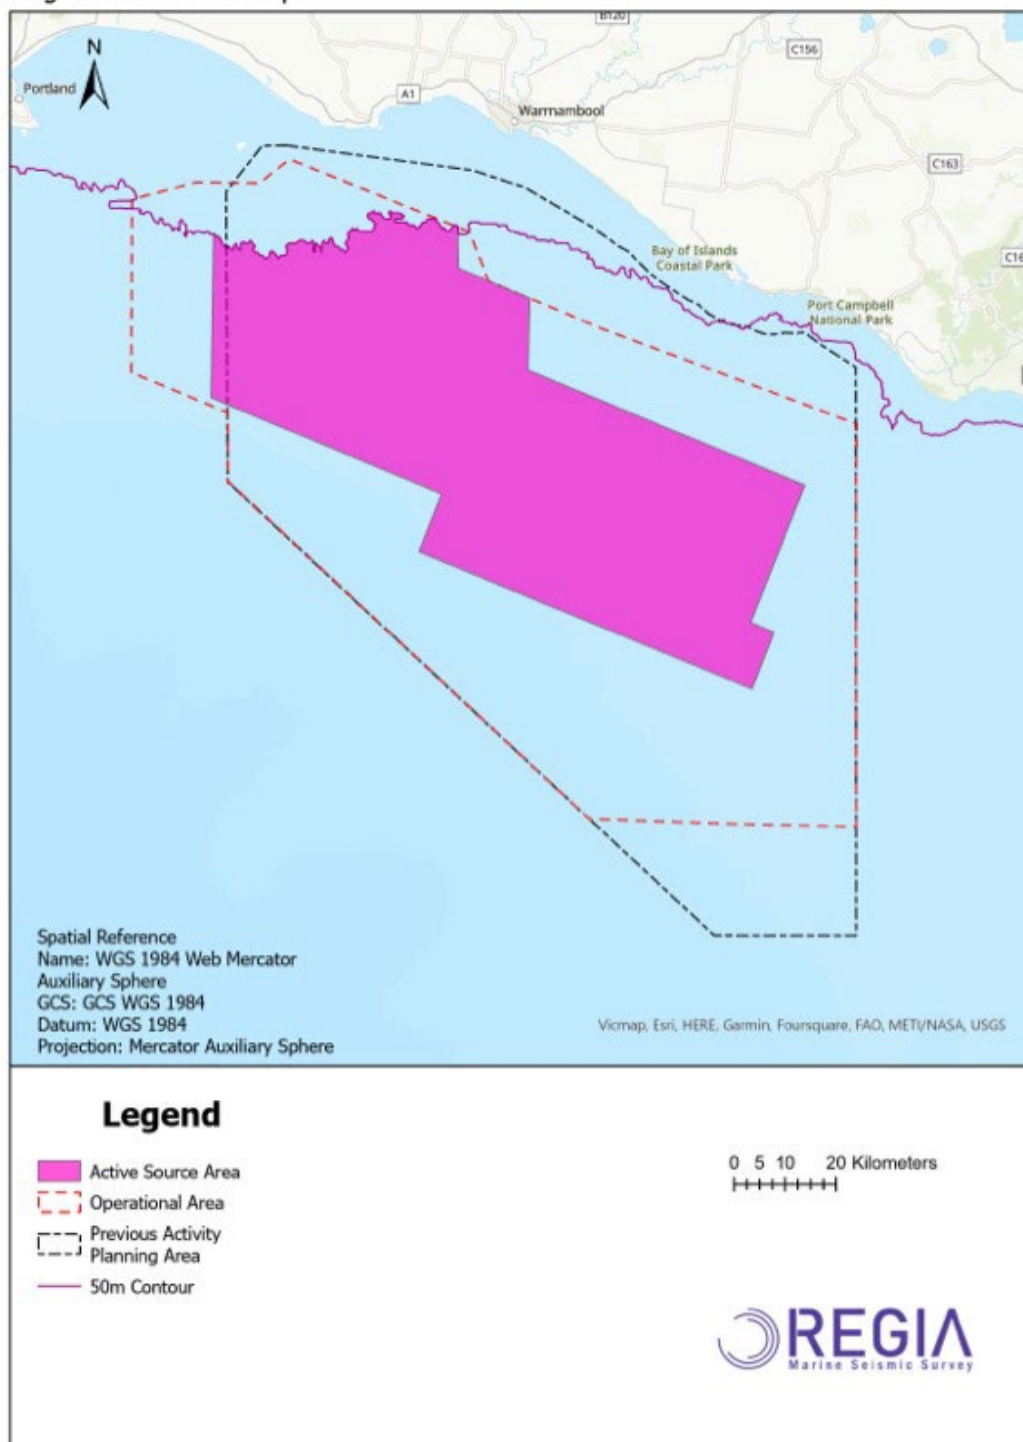 B120
C156
N
Portland
A1
Warrnambool
C163
Bay of Islands
Coastal Park
C16
Port Campbell
National Park
Spatial Reference
Name: WGS 1984 Web Mercator
Auxiliary Sphere
GCS: GCS WGS 1984
Datum: WGS 1984
Projection: Mercator Auxiliary Sphere
Vicmap, Esri, HERE, Garmin, Foursquare, FAO, METI/NASA, USGS
Legend
Active Source Area
Operational Area
Previous Activity
Planning Area
50m Contour
0 5 10 20 Kilometers
REGIA
Marine Seismic Survey